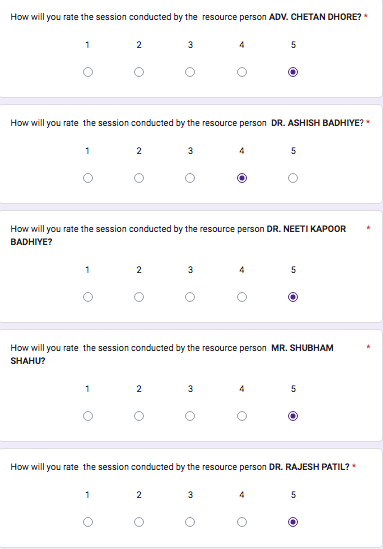 How will you rate the session conducted by the resource person ADV. CHETAN DHORE? *
1 2 3 4 5
How will you rate the session conducted by the resource person DR. ASHISH BADHIYE? *
1 2 3 4 5
How will you rate the session conducted by the resource person DR. NEETI KAPOOR *
BADHIYE?
1 2 3 4 5
How will you rate the session conducted by the resource person MR. SHUBHAM *
SHAHU?
1 2 3 4 5
How will you rate the session conducted by the resource person DR. RAJESH PATIL? *
1 2 3 4 5